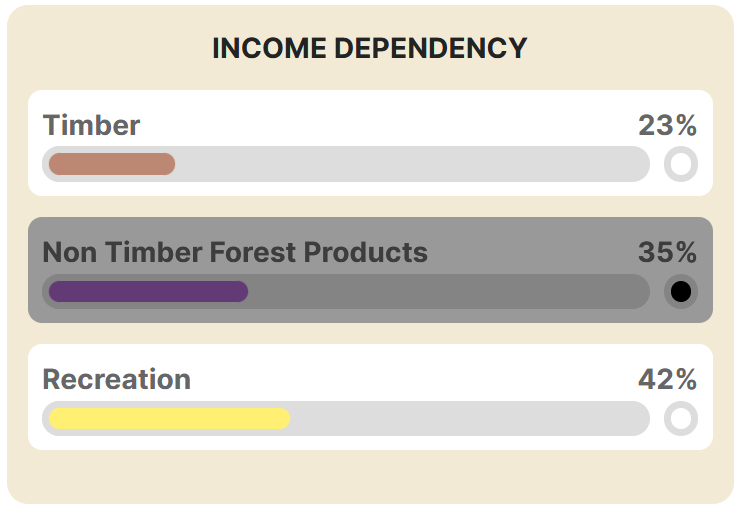 INCOME DEPENDENCY
Timber 23%
Non Timber Forest Products 35%
Recreation 42%